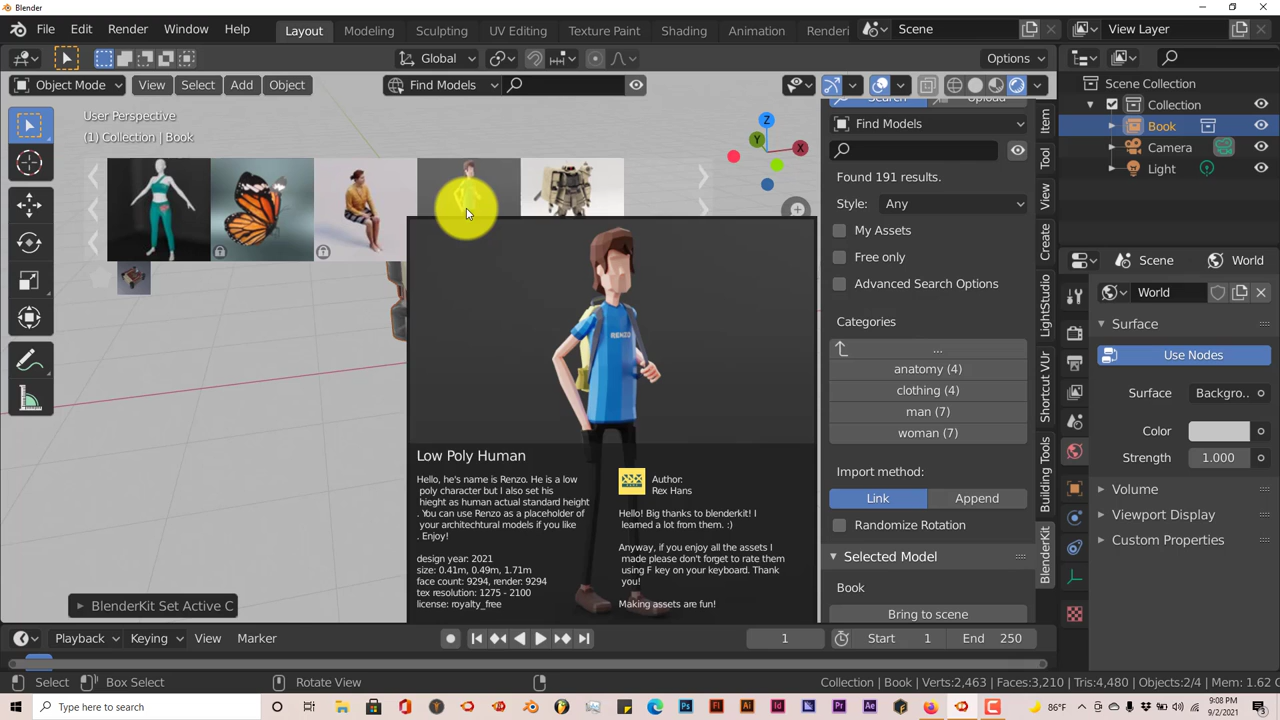 Blender
File Edit Render Window Help
Layout Modeling Sculpting UV Editing Texture Paint Shading Animation
Scene
View Layer
Global
Options
Object Mode View Select Add Object
Find Models
User Perspective
(1) Collection | Book
Z
Y
X
Search Upload
Find Models
Found 191 results.
Style: Any
My Assets
Free only
Advanced Search Options
Categories
...
anatomy (4)
clothing (4)
man (7)
woman (7)
Import method:
Link Append
Randomize Rotation
Selected Model
Book
Bring to scene
Item
Tool
View
Create
LightStudio
Shortcut VUr
Building Tools
BlenderKit
Scene Collection
Collection
Book
Camera
Light
Scene World
World
Surface
Use Nodes
Surface Backgro..
Color
Strength 1.000
Volume
Viewport Display
Custom Properties
RENZO
Low Poly Human
Hello, he's name is Renzo. He is a low
poly character but I also set his
hieght as human actual standard height
. You can use Renzo as a placeholder of
your architechtural models if you like
. Enjoy!
design year: 2021
size: 0.41m, 0.49m, 1.71m
face count: 9294, render: 9294
tex resolution: 1275 - 2100
license: royalty_free
Author:
Rex Hans
Hello! Big thanks to blenderkit! I
learned a lot from them. :)
Anyway, if you enjoy all the assets I
made please don't forget to rate them
using F key on your keyboard. Thank
you!
Making assets are fun!
BlenderKit Set Active C
Playback Keying View Marker
1 Start 1 End 250
Select Box Select Rotate View
Collection | Book | Verts:2,463 | Faces:3,210 | Tris:4,480 | Objects:2/4 | Mem: 1.62 G
Type here to search
86°F
9:08 PM
9/2/2021